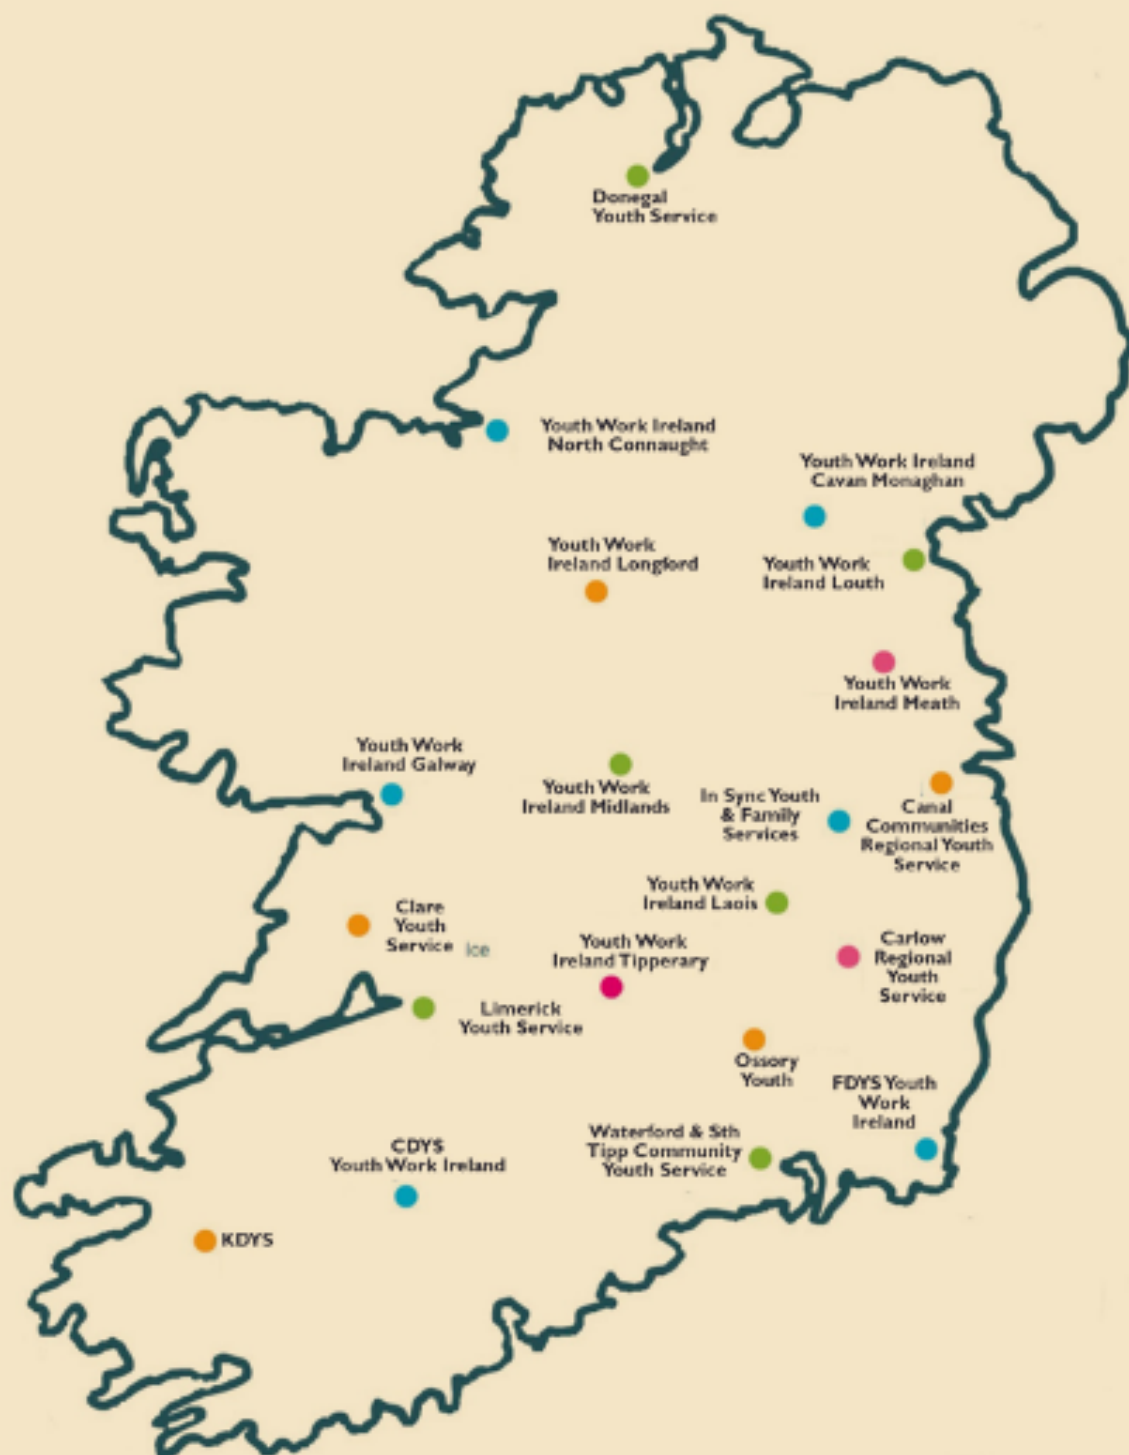 Donegal
Youth Service
Youth Work Ireland
North Connaught
Youth Work Ireland
Cavan Monaghan
Youth Work
Ireland Longford
Youth Work
Ireland Louth
Youth Work
Ireland Meath
Youth Work
Ireland Galway
Youth Work
Ireland Midlands
In Sync Youth
& Family
Services
Canal
Communities
Regional Youth
Service
Youth Work
Ireland Laois
Clare
Youth
Service
ice
Youth Work
Ireland Tipperary
Carlow
Regional
Youth
Service
Limerick
Youth Service
Ossory
Youth
FDYS Youth
Work
Ireland
Waterford & Sth
Tipp Community
Youth Service
CDYS
Youth Work Ireland
KDYS